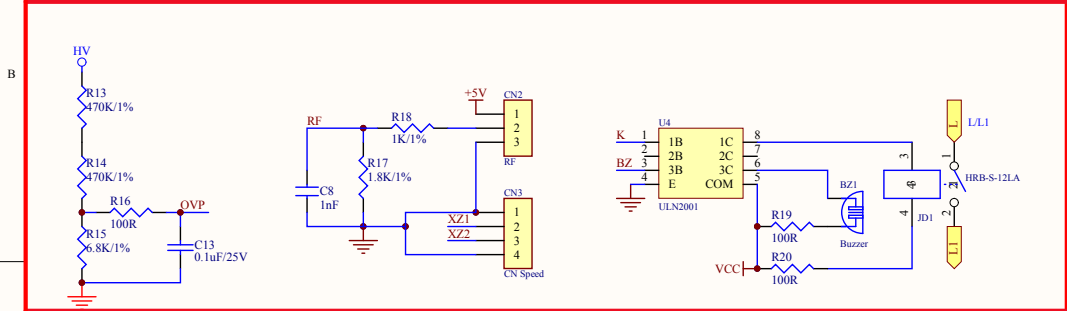 B
HV
R13
470K/1%
R14
470K/1%
R16
OVP
100R
R15
6.8K/1%
C13
0.1uF/25V
RF
R18
1K/1%
R17
1.8K/1%
C8
1nF
+5V
CN2
1
2
3
RF
CN3
XZ1
XZ2
1
2
3
4
CN Speed
U4
K 1 1B 1C 8
2 2B 2C 7
BZ 3 3B 3C 6
4 E COM 5
ULN2001
BZ1
Buzzer
R19
100R
VCC
R20
100R
3
4
JD1
L
L/L1
1
HRB-S-12LA
2
L1